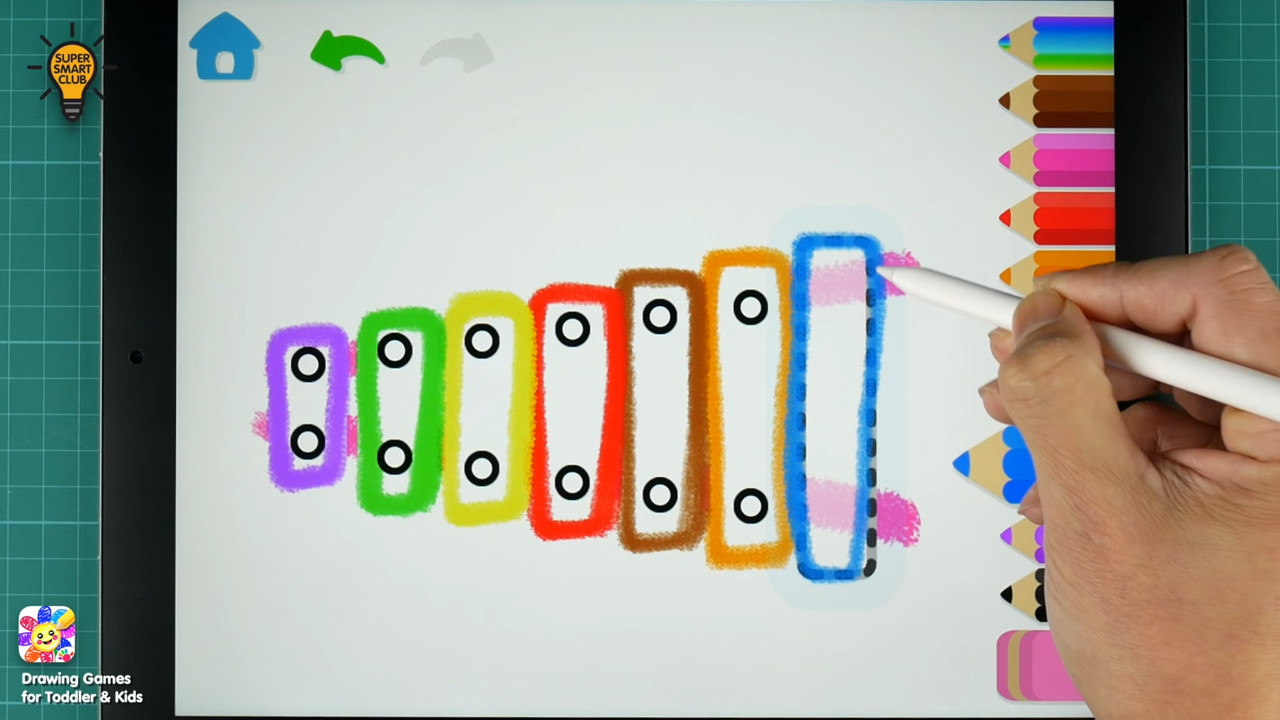 SUPER
SMART
CLUB
Drawing Games
for Toddler & Kids